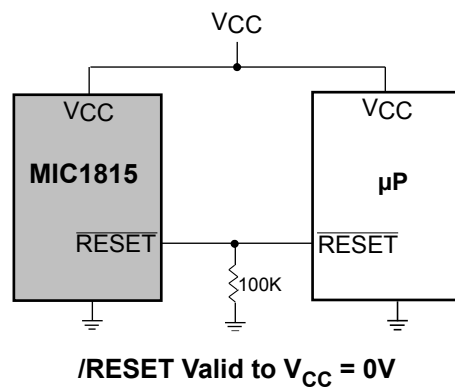 VCC
VCC
VCC
MIC1815
µP
RESET
RESET
100K
/RESET Valid to VCC = 0V